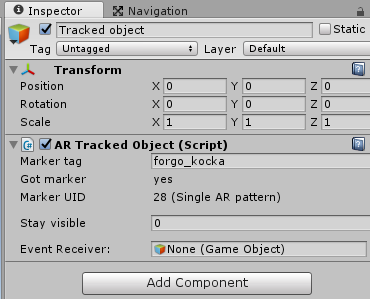 Inspector Navigation
Tracked object Static
Tag Untagged Layer Default
Transform
Position X 0 Y 0 Z 0
Rotation X 0 Y 0 Z 0
Scale X 1 Y 1 Z 1
AR Tracked Object (Script)
Marker tag forgo_kocka
Got marker yes
Marker UID 28 (Single AR pattern)
Stay visible 0
Event Receiver: None (Game Object)
Add Component